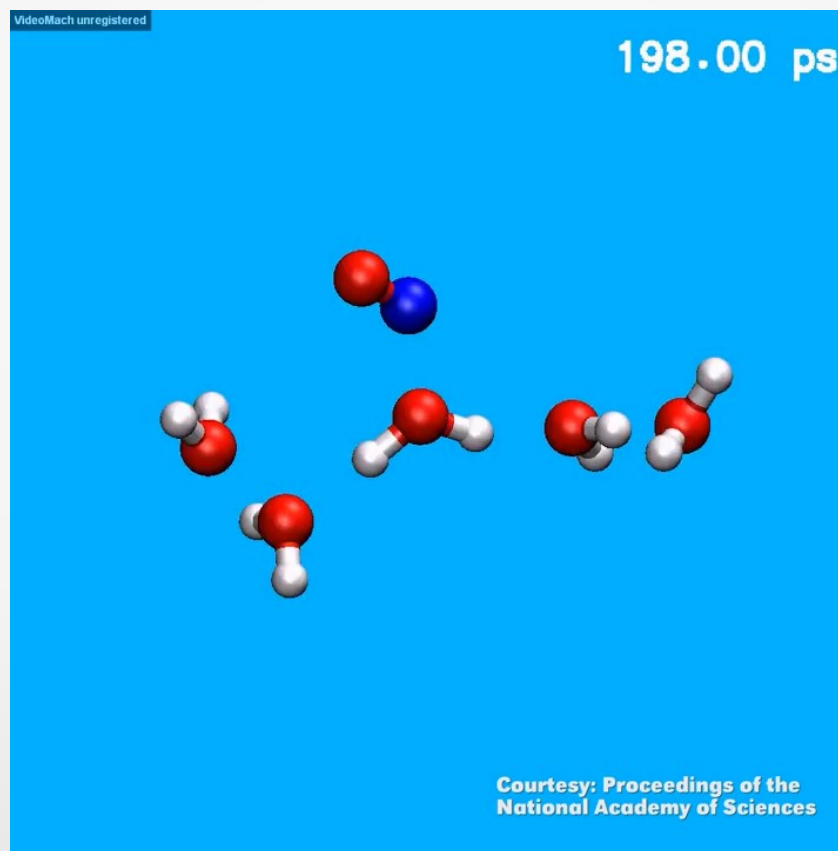 VideoMach unregistered
198.00 ps
Courtesy: Proceedings of the
National Academy of Sciences